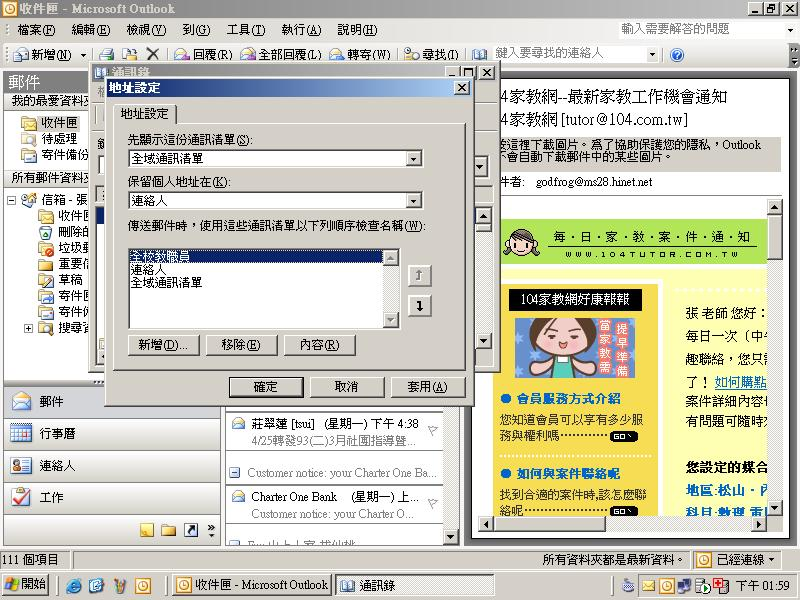 收件匣 - Microsoft Outlook
檔案(F) 編輯(E) 檢視(V) 到(G) 工具(T) 執行(A) 說明(H) 輸入需要解答的問題
新增(N) 回覆(R) 全部回覆(L) 轉寄(W) 尋找(I) 鍵入要尋找的連絡人
郵件
我的最愛資料夾
收件匣
待處理
寄件備份
所有郵件資料夾
信箱 - 張
收件匣
刪除的
垃圾郵
重要信
草稿
寄件匣
寄件備
搜尋資
郵件
行事曆
連絡人
工作
通訊錄
地址設定
地址設定
先顯示這份通訊清單(S):
全域通訊清單
保留個人地址在(K):
連絡人
傳送郵件時，使用這些通訊清單以下列順序檢查名稱(W):
全校教職員
連絡人
全域通訊清單
新增(D)... 移除(E) 內容(R)
確定 取消 套用(A)
莊翠蓮 [tsui] (星期一) 下午 4:38
4/25轉發93(二)3月社團指導暨...
Customer notice: your Charter One Ba...
Charter One Bank (星期一) 上...
Customer notice: your Charter O...
04家教網--最新家教工作機會通知
04家教網 [tutor@104.com.tw]
按這裡下載圖片。為了協助保護您的隱私，Outlook
不會自動下載郵件中的某些圖片。
件者: godfrog@ms28.hinet.net
每‧日‧家‧教‧案‧件‧通‧知
WWW.104TUTOR.COM.TW
104家教網好康報報
提早準備
當家教需
會員服務方式介紹
您知道會員可以享有多少服
務與權利嗎‧‧‧‧‧‧‧‧‧‧ GO
如何與案件聯絡呢
找到合適的案件時,該怎麼聯
絡呢‧‧‧‧‧‧‧‧‧‧ GO
張 老師 您好：
每日一次〔中午
趣聯絡，您只需
了！ 如何購點
案件詳細內容也
有問題可隨時來
您設定的媒合
地區:松山、內
科目:數理 電
111 個項目 所有資料夾都是最新資料。 已經連線
開始 收件匣 - Microsoft Outlook 通訊錄 下午 01:59